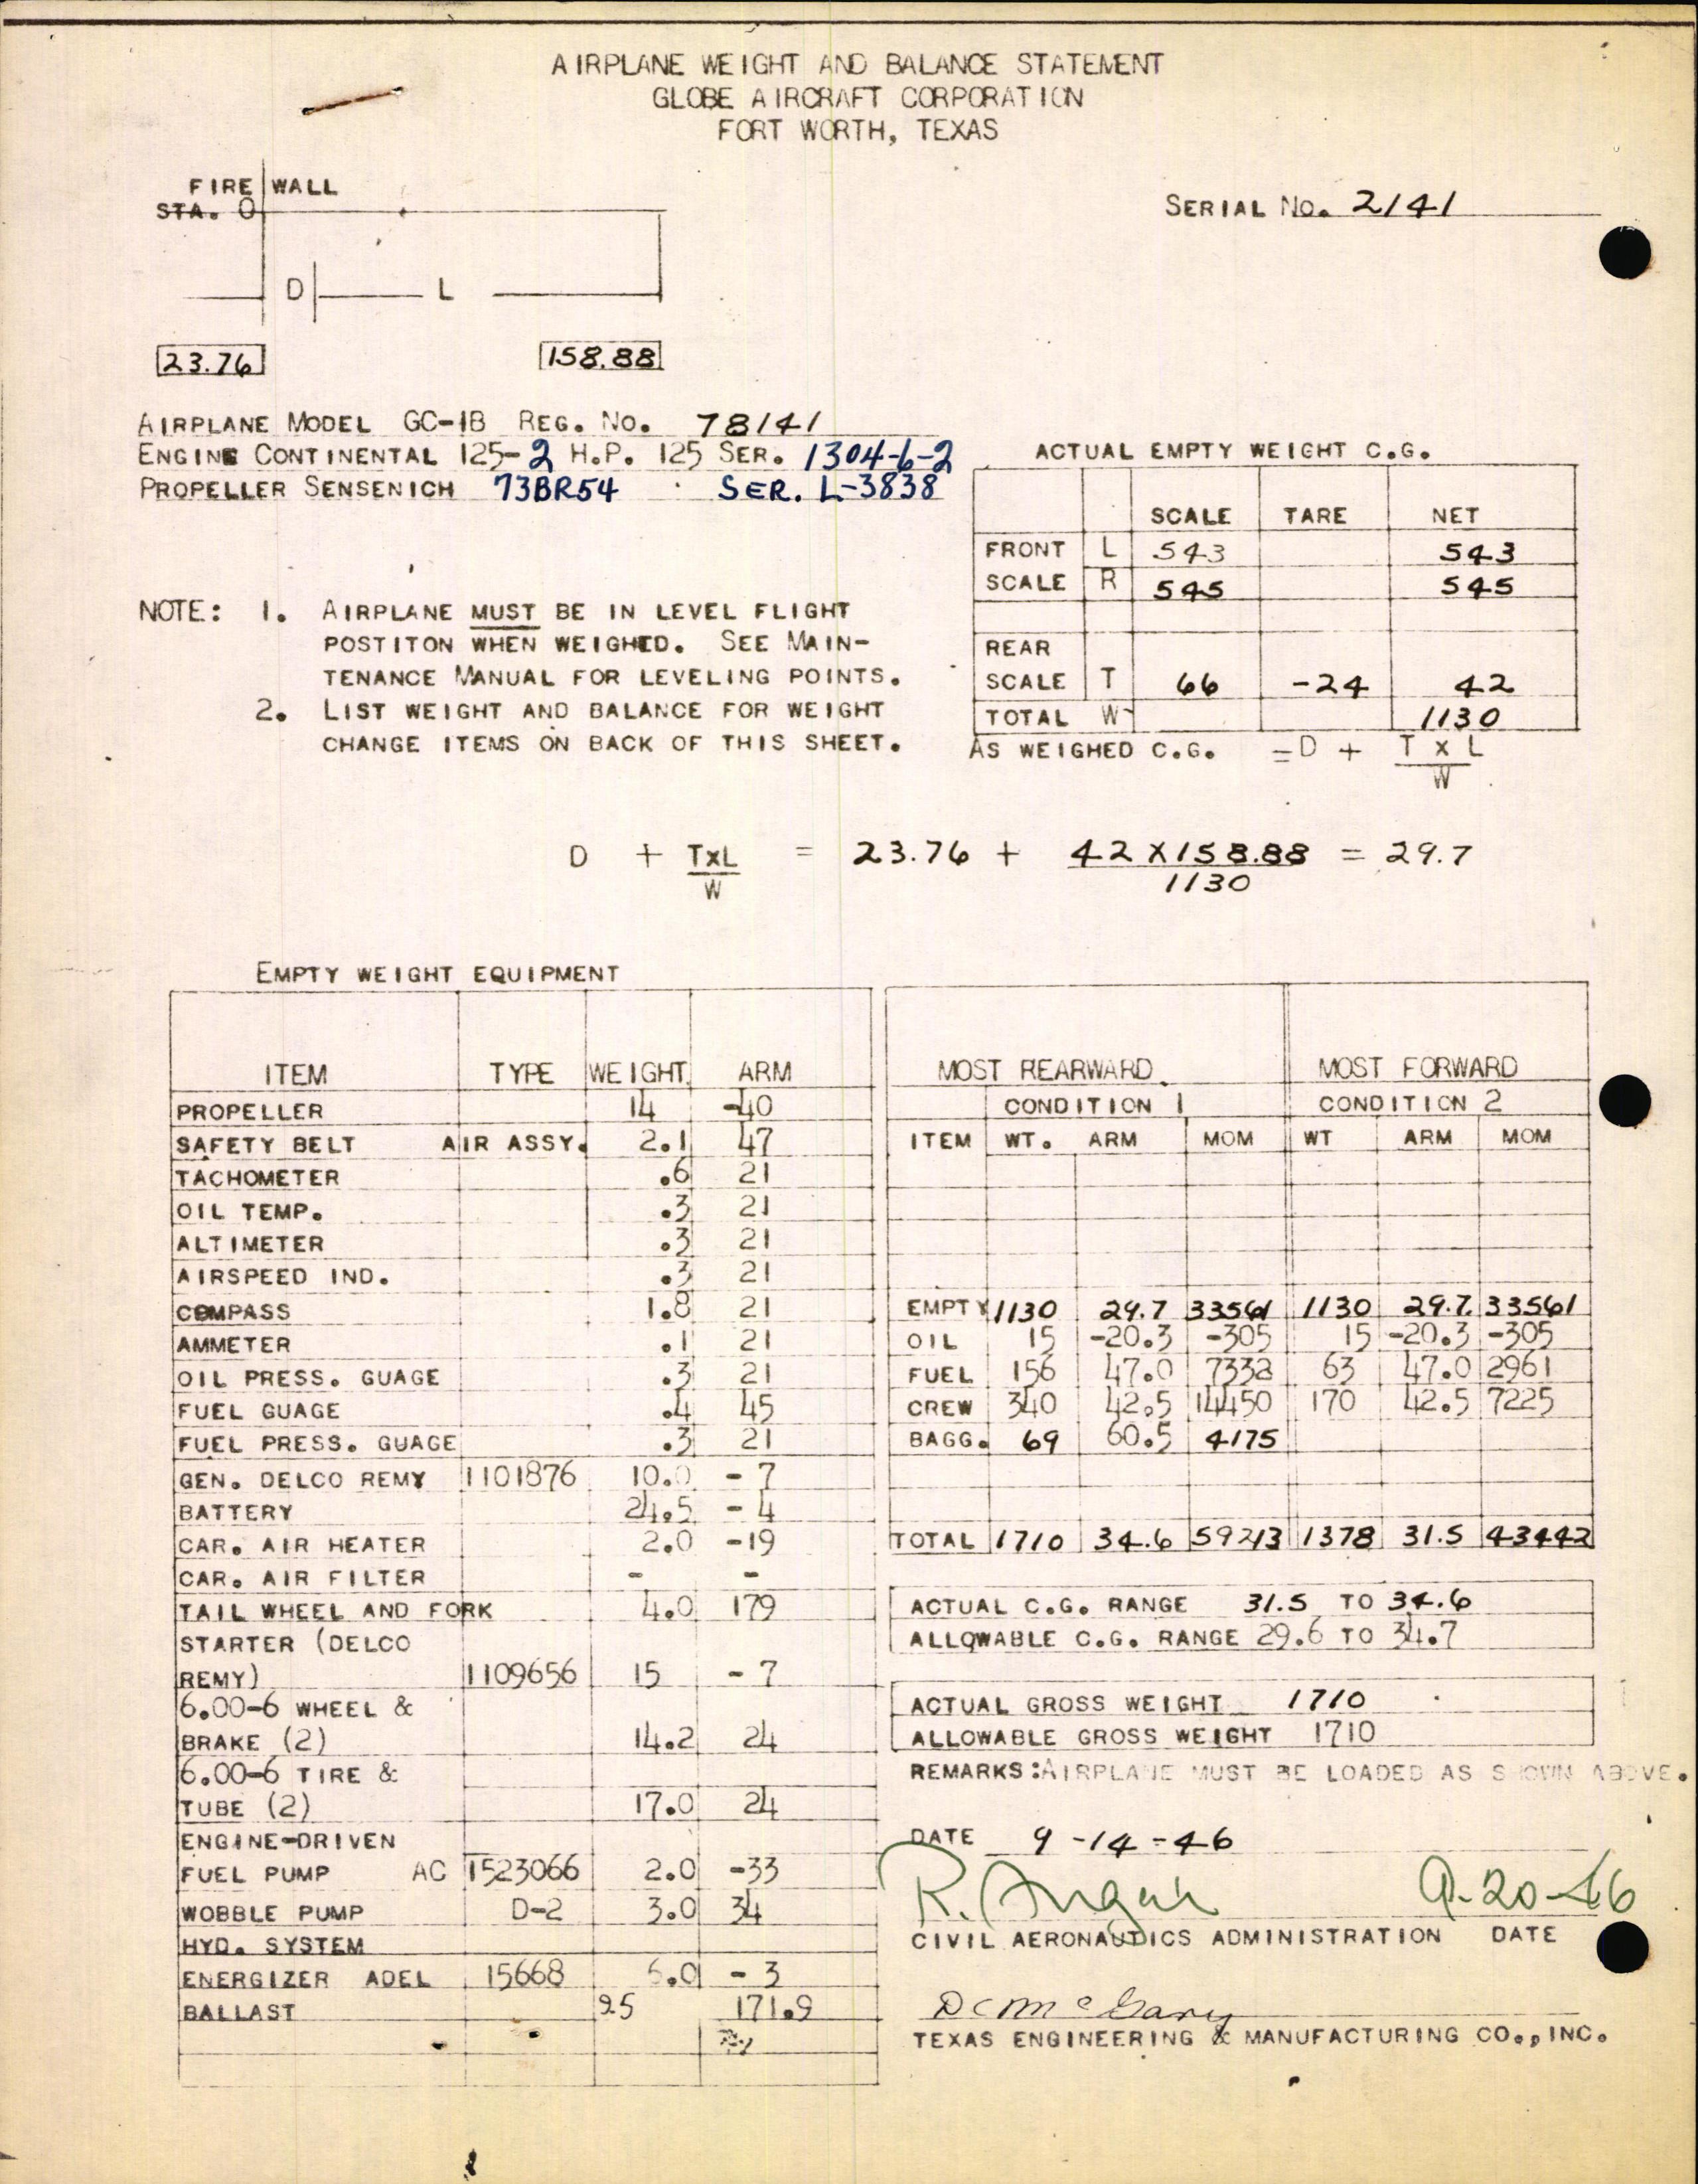 AIRPLANE WEIGHT AND BALANCE STATEMENT
GLOBE AIRCRAFT CORPORATION
FORT WORTH, TEXAS
FIRE WALL
STA. 0
SERIAL NO. 2141
D L
23.76 158.88
AIRPLANE MODEL GC-1B REG. NO. 78141
ENGINE CONTINENTAL 125-2 H.P. 125 SER. 1304-6-2
PROPELLER SENSENICH 73BR54 SER. L-3838
ACTUAL EMPTY WEIGHT C.G.
SCALE TARE NET
FRONT L 543 543
SCALE R 545 545
REAR
SCALE T 66 -24 42
TOTAL W 1130
AS WEIGHED C.G. =D + T x L
W
NOTE: 1. AIRPLANE MUST BE IN LEVEL FLIGHT
POSTITON WHEN WEIGHED. SEE MAIN-
TENANCE MANUAL FOR LEVELING POINTS.
2. LIST WEIGHT AND BALANCE FOR WEIGHT
CHANGE ITEMS ON BACK OF THIS SHEET.
D + TxL = 23.76 + 42 X 158.88 = 29.7
W 1130
EMPTY WEIGHT EQUIPMENT
ITEM TYPE WEIGHT ARM
PROPELLER 14 -40
SAFETY BELT AIR ASSY. 2.1 47
TACHOMETER .6 21
OIL TEMP. .3 21
ALTIMETER .3 21
AIRSPEED IND. .3 21
COMPASS 1.8 21
AMMETER .1 21
OIL PRESS. GUAGE .3 21
FUEL GUAGE .4 45
FUEL PRESS. GUAGE .3 21
GEN. DELCO REMY 1101876 10.0 - 7
BATTERY 24.5 - 4
CAR. AIR HEATER 2.0 -19
CAR. AIR FILTER - -
TAIL WHEEL AND FORK 4.0 179
STARTER (DELCO
REMY) 1109656 15 - 7
6.00-6 WHEEL &
BRAKE (2) 14.2 24
6.00-6 TIRE &
TUBE (2) 17.0 24
ENGINE-DRIVEN
FUEL PUMP AC 1523066 2.0 -33
WOBBLE PUMP D-2 3.0 34
HYD. SYSTEM
ENERGIZER ADEL 15668 6.0 - 3
BALLAST 9.5 171.9
MOST REARWARD MOST FORWARD
CONDITION 1 CONDITION 2
ITEM WT. ARM MOM WT ARM MOM
EMPTY 1130 29.7 33561 1130 29.7 33561
OIL 15 -20.3 -305 15 -20.3 -305
FUEL 156 47.0 7332 63 47.0 2961
CREW 340 42.5 14450 170 42.5 7225
BAGG. 69 60.5 4175
TOTAL 1710 34.6 59213 1378 31.5 43442
ACTUAL C.G. RANGE 31.5 TO 34.6
ALLOWABLE C.G. RANGE 29.6 TO 34.7
ACTUAL GROSS WEIGHT 1710
ALLOWABLE GROSS WEIGHT 1710
REMARKS: AIRPLANE MUST BE LOADED AS SHOWN ABOVE.
DATE 9-14-46
R. 9-20-46
CIVIL AERONAUTICS ADMINISTRATION DATE
DC McGary
TEXAS ENGINEERING & MANUFACTURING CO., INC.